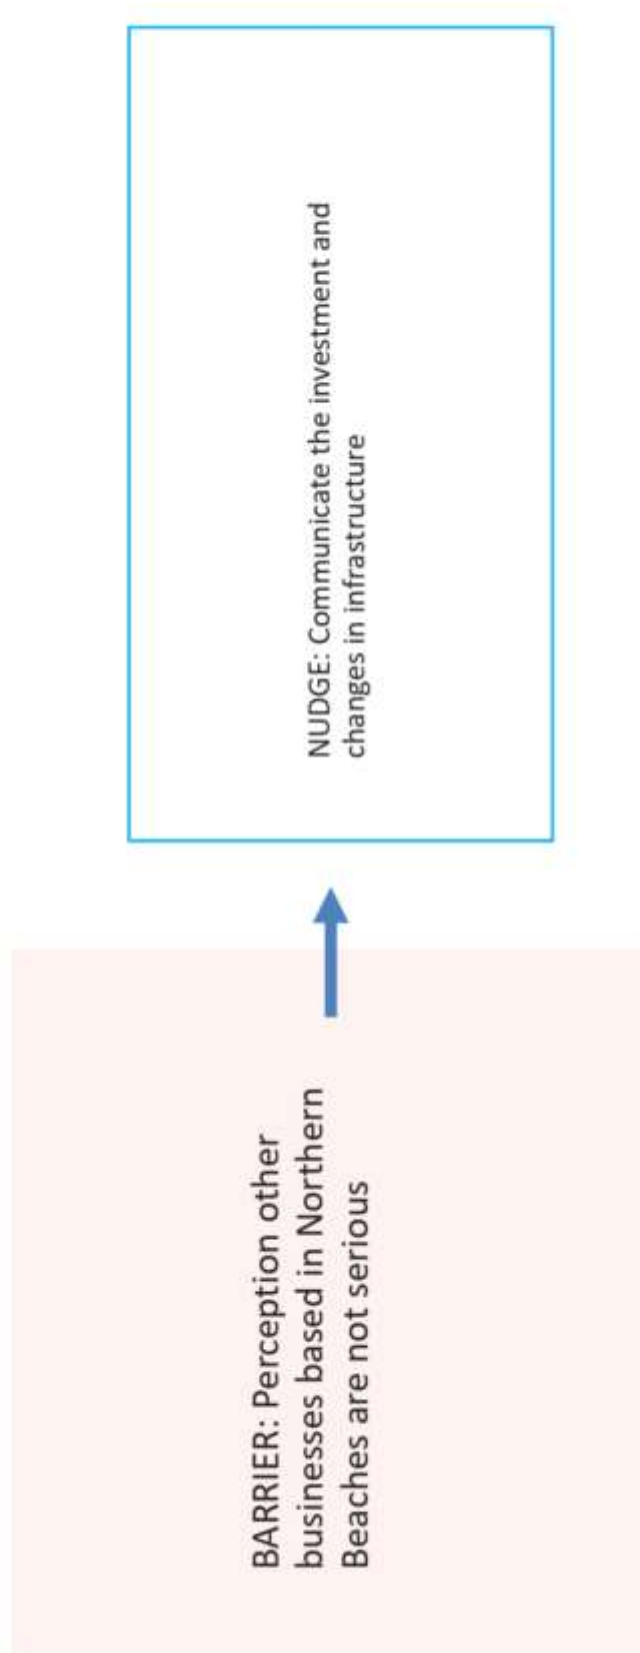 BARRIER: Perception other
businesses based in Northern
Beaches are not serious
NUDGE: Communicate the investment and
changes in infrastructure